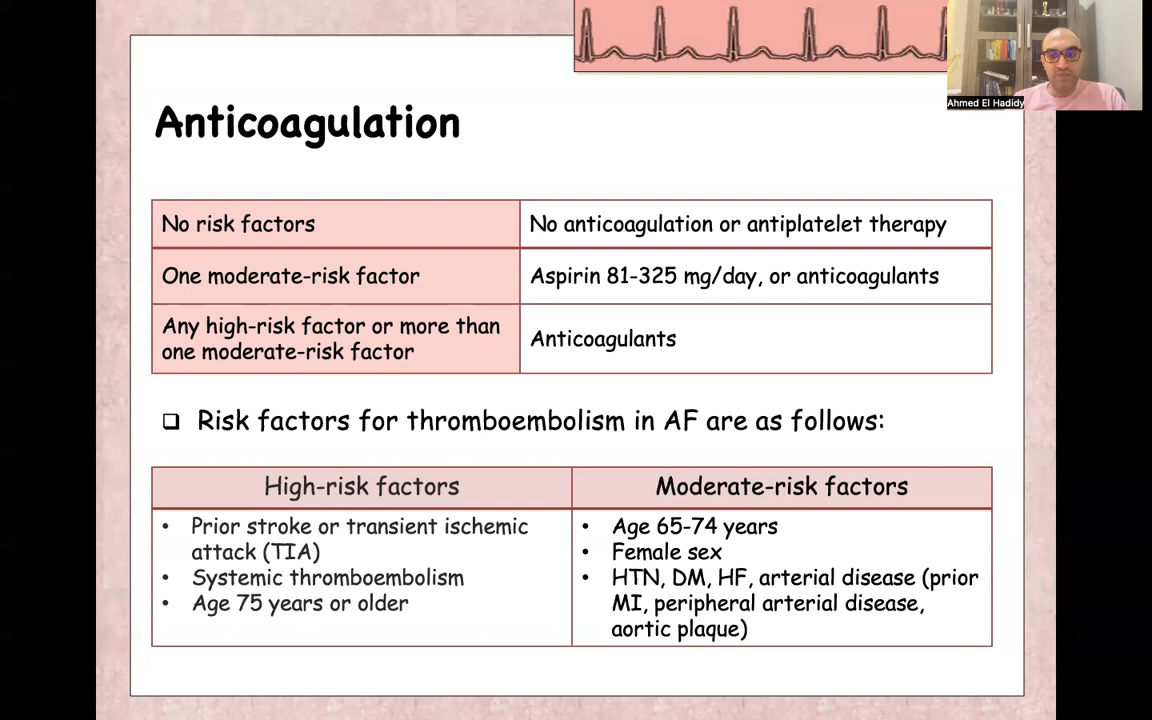 Ahmed El Hadidy
Anticoagulation
No risk factors
No anticoagulation or antiplatelet therapy
One moderate-risk factor
Aspirin 81-325 mg/day, or anticoagulants
Any high-risk factor or more than
one moderate-risk factor
Anticoagulants
❑ Risk factors for thromboembolism in AF are as follows:
High-risk factors
• Prior stroke or transient ischemic
attack (TIA)
• Systemic thromboembolism
• Age 75 years or older
Moderate-risk factors
• Age 65-74 years
• Female sex
• HTN, DM, HF, arterial disease (prior
MI, peripheral arterial disease,
aortic plaque)